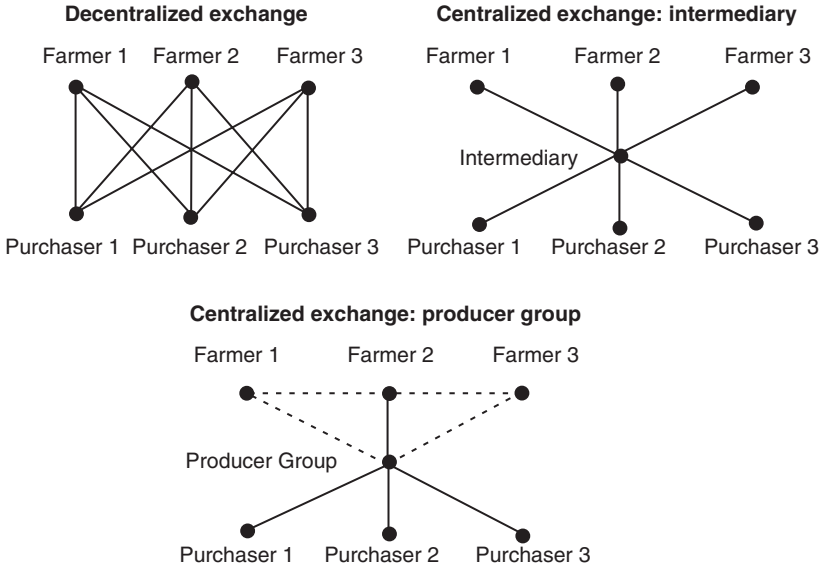 Decentralized exchange
Farmer 1 Farmer 2 Farmer 3
Purchaser 1 Purchaser 2 Purchaser 3
Centralized exchange: intermediary
Farmer 1 Farmer 2 Farmer 3
Intermediary
Purchaser 1 Purchaser 2 Purchaser 3
Centralized exchange: producer group
Farmer 1 Farmer 2 Farmer 3
Producer Group
Purchaser 1 Purchaser 2 Purchaser 3